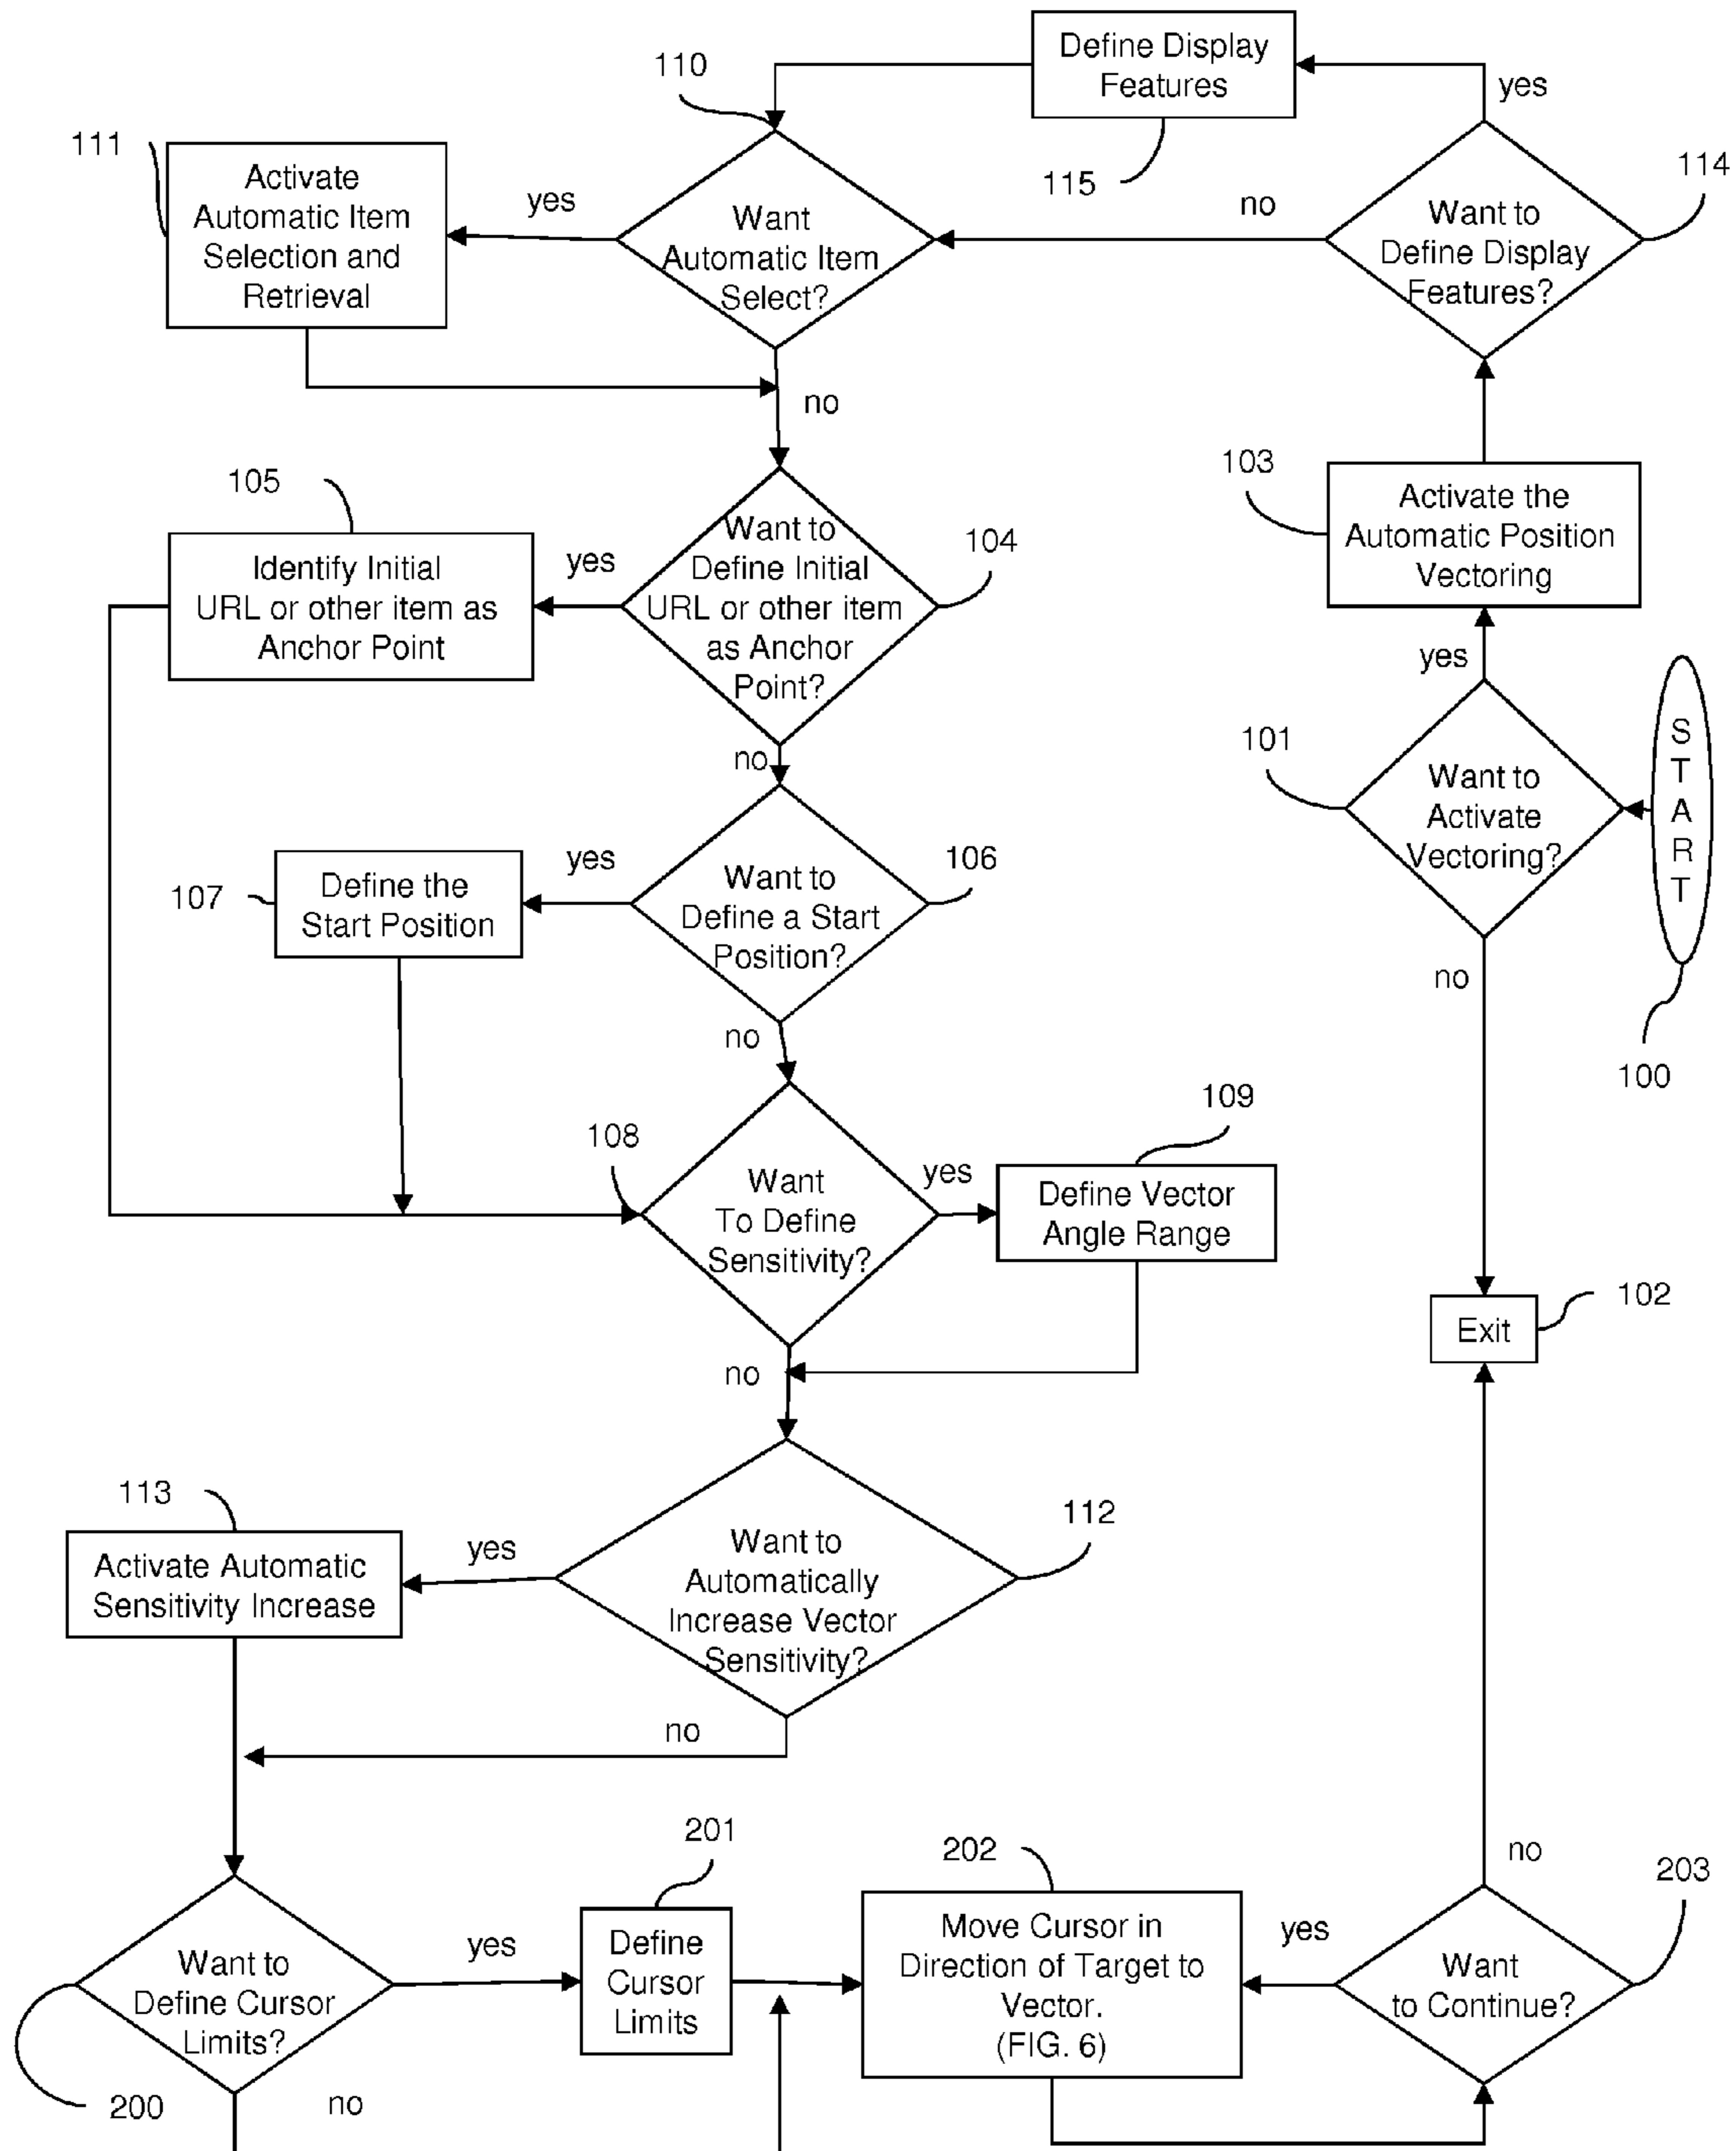 110
Define Display
Features
yes
111
Activate
Automatic Item
Selection and
Retrieval
yes
Want
Automatic Item
Select?
115
no
Want to
Define Display
Features?
114
no
105
Identify Initial
URL or other item as
Anchor Point
yes
Want to
Define Initial
URL or other item
as Anchor
Point?
104
103
Activate the
Automatic Position
Vectoring
yes
no
101
Want to
Activate
Vectoring?
S
T
A
R
T
107
Define the
Start Position
yes
Want to
Define a Start
Position?
106
no
100
no
108
Want
To Define
Sensitivity?
yes
109
Define Vector
Angle Range
102
Exit
no
113
Activate Automatic
Sensitivity Increase
yes
Want to
Automatically
Increase Vector
Sensitivity?
112
no
200
Want to
Define Cursor
Limits?
yes
201
Define
Cursor
Limits
202
Move Cursor in
Direction of Target to
Vector.
(FIG. 6)
yes
Want
to Continue?
no
203
no